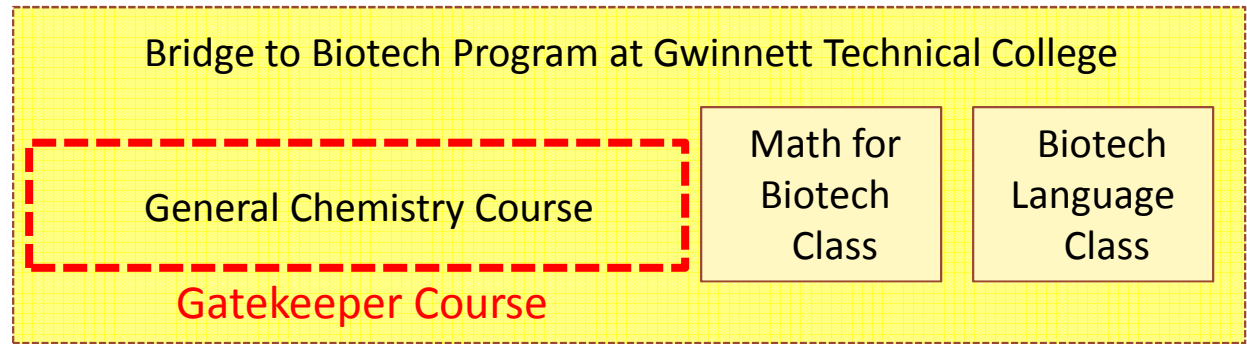 Bridge to Biotech Program at Gwinnett Technical College
General Chemistry Course
Gatekeeper Course
Math for
Biotech
Class
Biotech
Language
Class